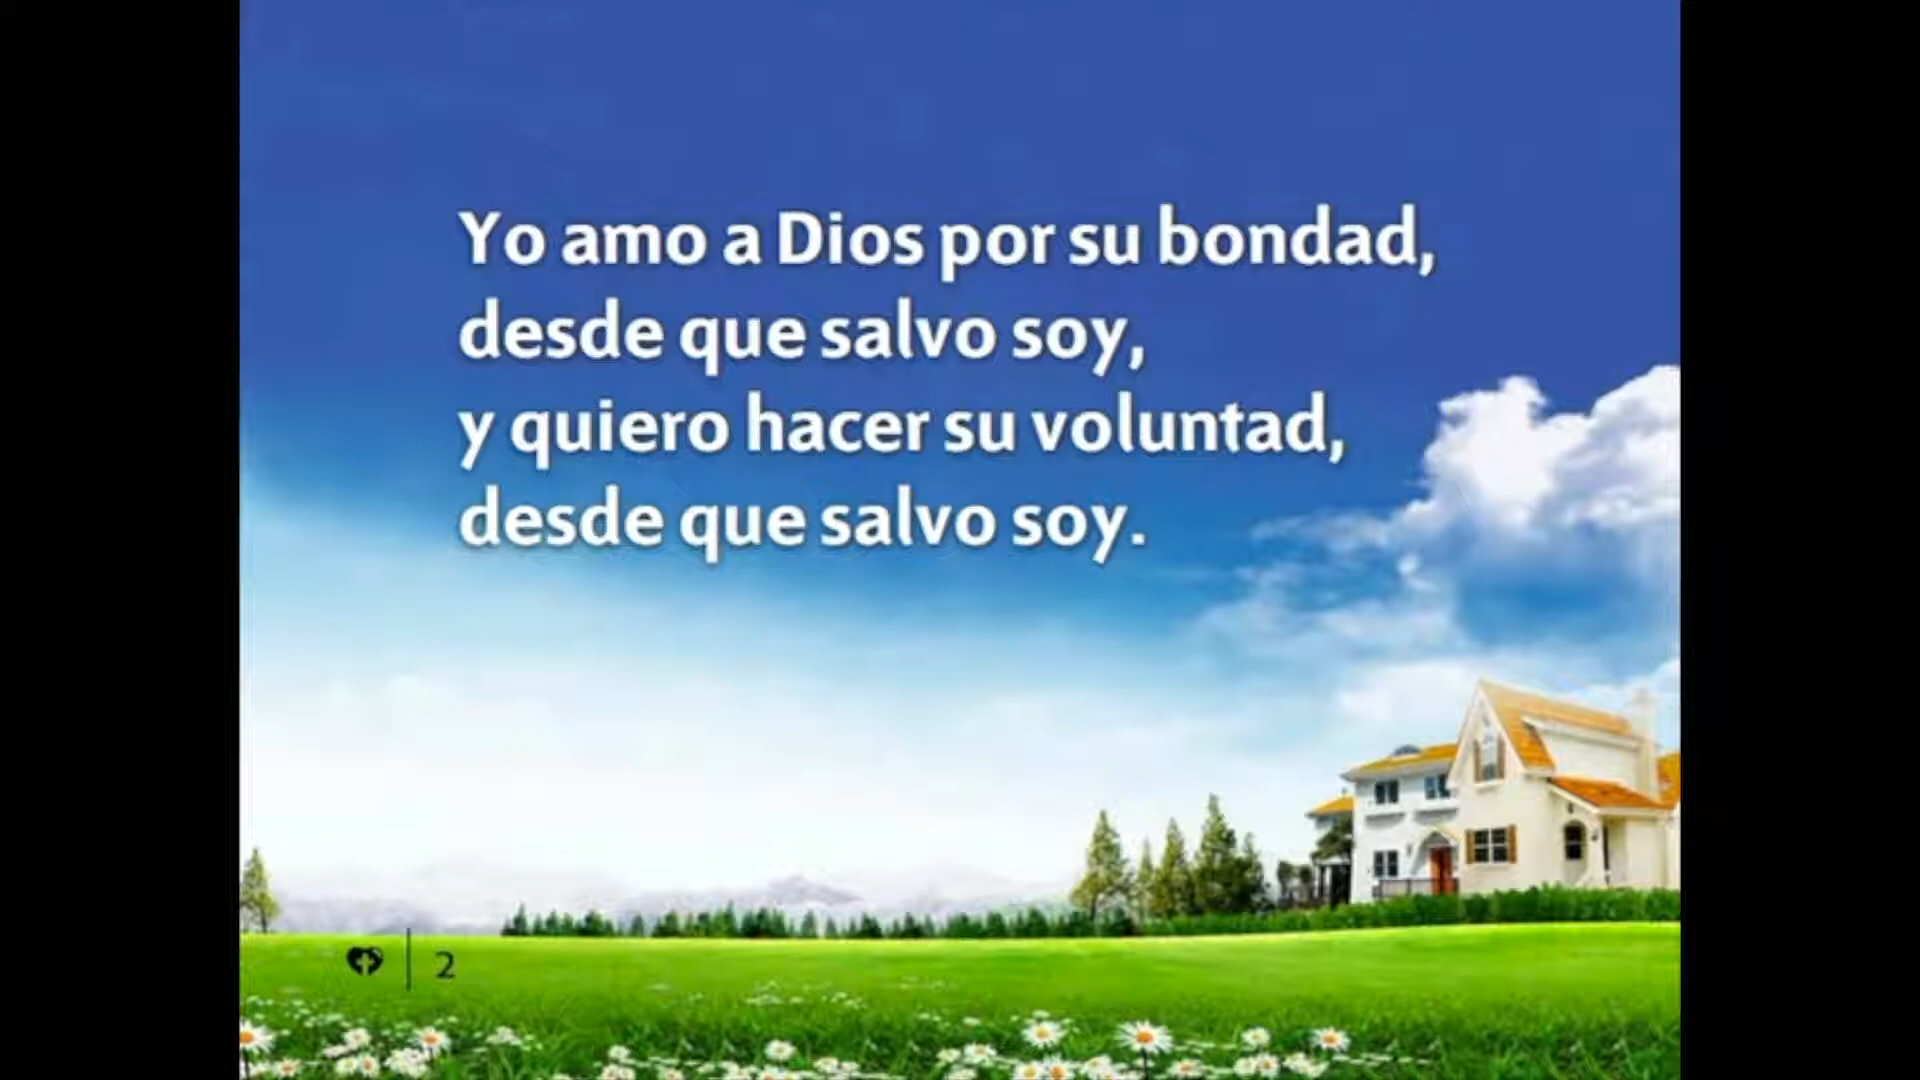 Yo amo a Dios por su bondad,
desde que salvo soy,
y quiero hacer su voluntad,
desde que salvo soy.
2